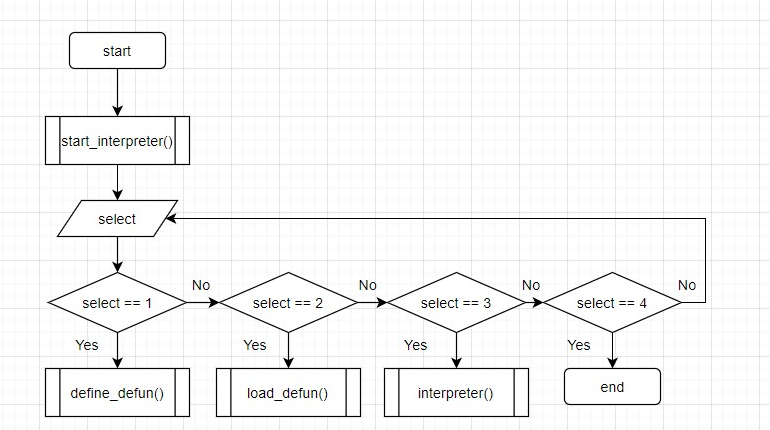 start
start_interpreter()
select
No
No
No
No
select == 1
select == 2
select == 3
select == 4
Yes
Yes
Yes
Yes
define_defun()
load_defun()
interpreter()
end